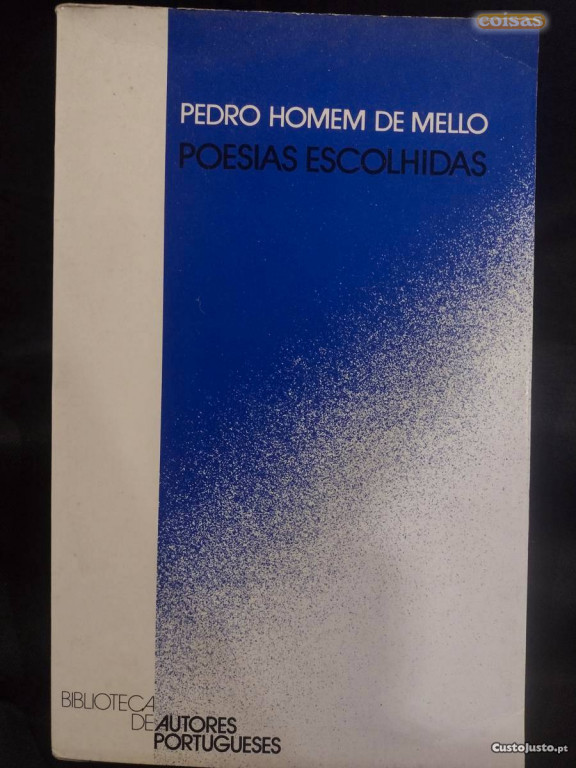 coisas
PEDRO HOMEM DE MELLO
POESIAS ESCOLHIDAS
BIBLIOTECA
DE AUTORES
PORTUGUESES
CustoJusto.pt